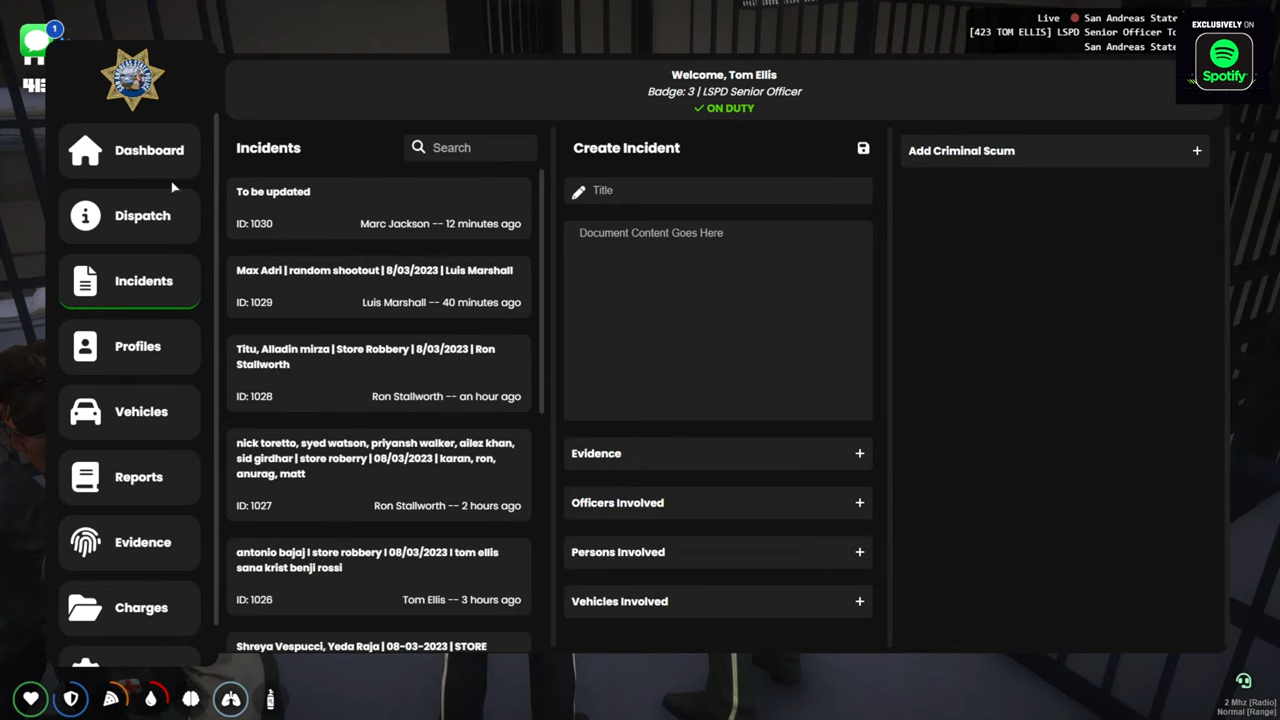 1
Live San Andreas State
[423 TOM ELLIS] LSPD Senior Officer To
San Andreas State
EXCLUSIVELY ON
Spotify
Welcome, Tom Ellis
Badge: 3 | LSPD Senior Officer
✓ ON DUTY
Dashboard
Dispatch
Incidents
Profiles
Vehicles
Reports
Evidence
Charges
Incidents
Search
To be updated
ID: 1030 Marc Jackson -- 12 minutes ago
Max Adri | random shootout | 8/03/2023 | Luis Marshall
ID: 1029 Luis Marshall -- 40 minutes ago
Titu, Alladin mirza | Store Robbery | 8/03/2023 | Ron
Stallworth
ID: 1028 Ron Stallworth -- an hour ago
nick toretto, syed watson, priyansh walker, ailez khan,
sid girdhar | store roberry | 08/03/2023 | karan, ron,
anurag, matt
ID: 1027 Ron Stallworth -- 2 hours ago
antonio bajaj l store robbery l 08/03/2023 l tom ellis
sana krist benji rossi
ID: 1026 Tom Ellis -- 3 hours ago
Shreya Vespucci, Yeda Raja | 08-03-2023 | STORE
Create Incident
Title
Document Content Goes Here
Evidence +
Officers Involved +
Persons Involved +
Vehicles Involved +
Add Criminal Scum +
2 Mhz [Radio]
Normal [Range]